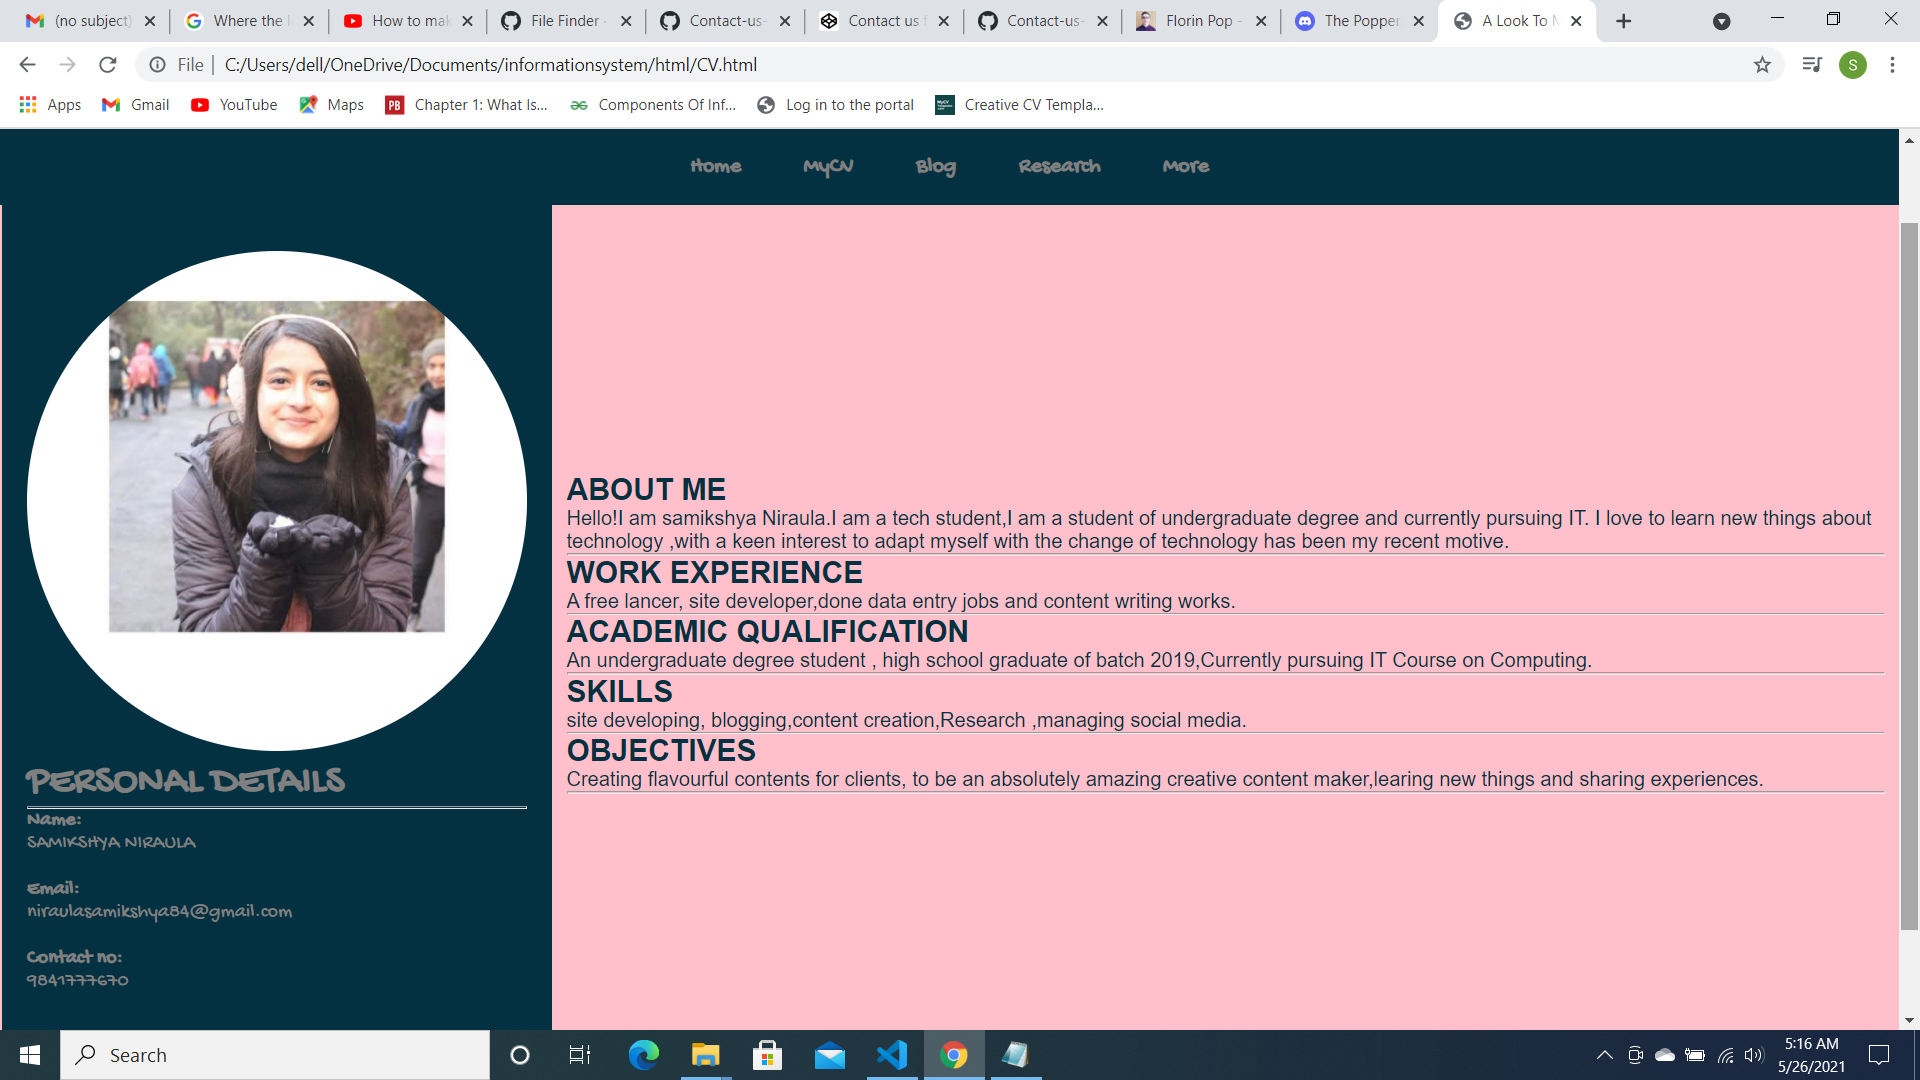 (no subject)
Where the l
How to mak
File Finder ·
Contact-us-
Contact us f
Contact-us-
Florin Pop -
The Popper
A Look To M
File
C:/Users/dell/OneDrive/Documents/informationsystem/html/CV.html
S
Apps
Gmail
YouTube
Maps
PB
Chapter 1: What Is...
Components Of Inf...
Log in to the portal
MyCV
Creative CV Templa...
Home
MyCV
Blog
Research
More
ABOUT ME
Hello!I am samikshya Niraula.I am a tech student,I am a student of undergraduate degree and currently pursuing IT. I love to learn new things about
technology ,with a keen interest to adapt myself with the change of technology has been my recent motive.
WORK EXPERIENCE
A free lancer, site developer,done data entry jobs and content writing works.
ACADEMIC QUALIFICATION
An undergraduate degree student , high school graduate of batch 2019,Currently pursuing IT Course on Computing.
SKILLS
site developing, blogging,content creation,Research ,managing social media.
OBJECTIVES
Creating flavourful contents for clients, to be an absolutely amazing creative content maker,learing new things and sharing experiences.
PERSONAL DETAILS
Name:
SAMIKSHYA NIRAULA
Email:
niraulasamikshya84@gmail.com
Contact no:
9841777670
Search
5:16 AM
5/26/2021